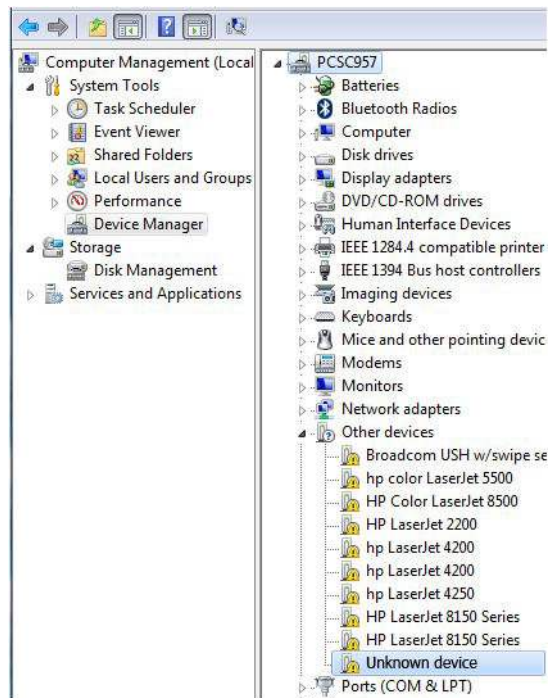 Computer Management (Local
System Tools
Task Scheduler
Event Viewer
Shared Folders
Local Users and Groups
Performance
Device Manager
Storage
Disk Management
Services and Applications
PCSC957
Batteries
Bluetooth Radios
Computer
Disk drives
Display adapters
DVD/CD-ROM drives
Human Interface Devices
IEEE 1284.4 compatible printer
IEEE 1394 Bus host controllers
Imaging devices
Keyboards
Mice and other pointing devic
Modems
Monitors
Network adapters
Other devices
Broadcom USH w/swipe se
hp color LaserJet 5500
HP Color LaserJet 8500
HP LaserJet 2200
hp LaserJet 4200
hp LaserJet 4200
hp LaserJet 4250
HP LaserJet 8150 Series
HP LaserJet 8150 Series
Unknown device
Ports (COM & LPT)